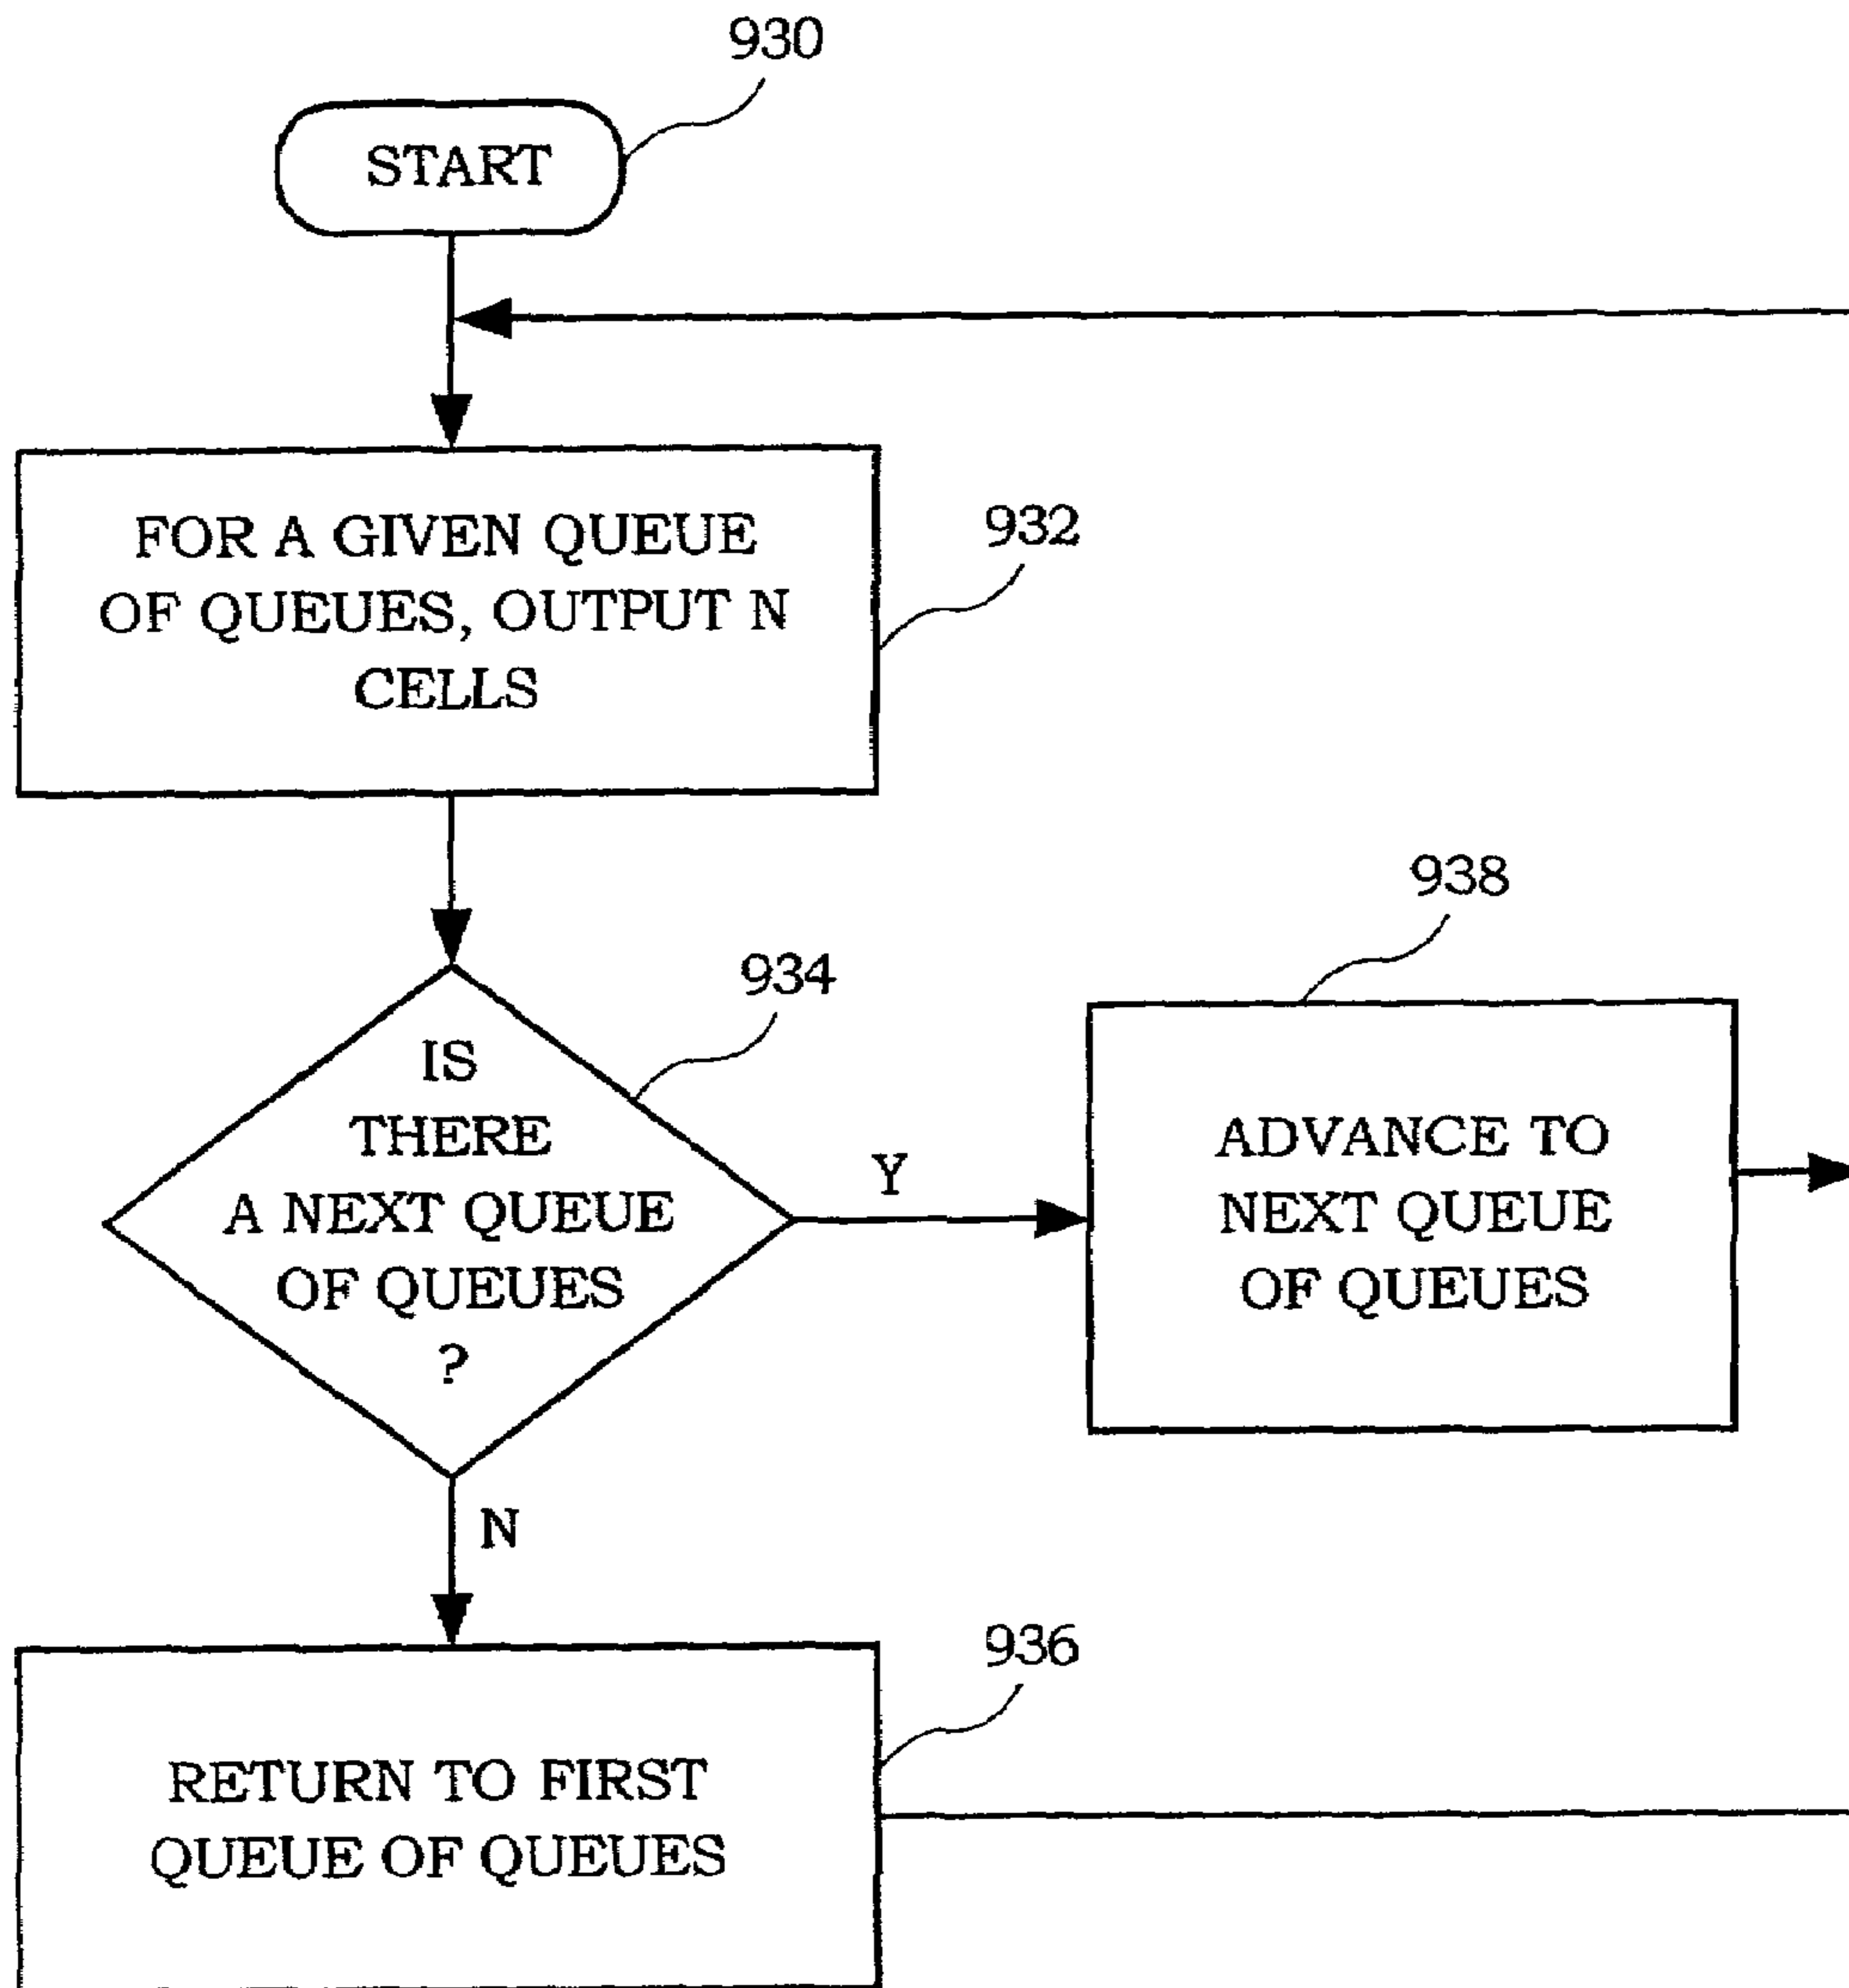 930
START
FOR A GIVEN QUEUE
OF QUEUES, OUTPUT N
CELLS
932
934
IS
THERE
A NEXT QUEUE
OF QUEUES
?
Y
938
ADVANCE TO
NEXT QUEUE
OF QUEUES
N
936
RETURN TO FIRST
QUEUE OF QUEUES